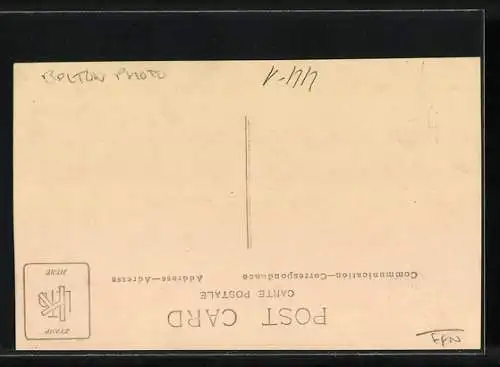 BOLTON PHOTO
POST CARD
CARTE POSTALE
Communication—Correspondance
Address—Adresse
STAMP
HERE